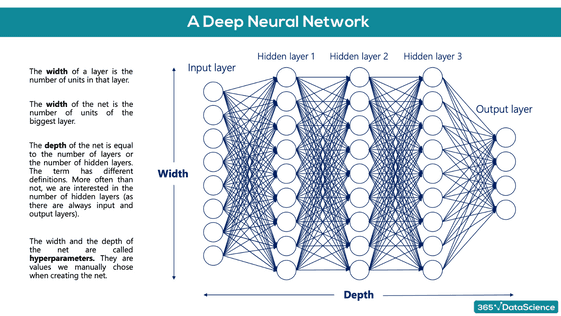 A Deep Neural Network
The width of a layer is the
number of units in that layer.
The width of the net is the
number of units of the
biggest layer.
The depth of the net is equal
to the number of layers or
the number of hidden layers.
The term has different
definitions. More often than
not, we are interested in the
number of hidden layers (as
there are always input and
output layers).
The width and the depth of
the net are called
hyperparameters. They are
values we manually chose
when creating the net.
Width
Input layer
Hidden layer 1
Hidden layer 2
Hidden layer 3
Output layer
Depth
365√DataScience